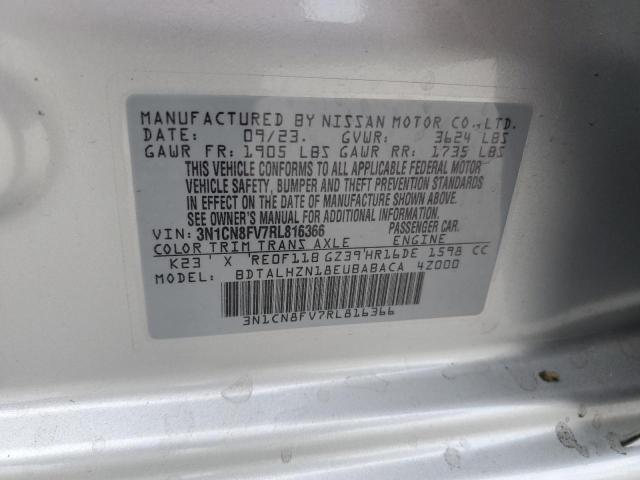 MANUFACTURED BY NISSAN MOTOR CO., LTD.
DATE: 09/23. GVWR: 3624 LBS
GAWR FR: 1905 LBS GAWR RR: 1735 LBS
THIS VEHICLE CONFORMS TO ALL APPLICABLE FEDERAL MOTOR
VEHICLE SAFETY, BUMPER AND THEFT PREVENTION STANDARDS
IN EFFECT ON THE DATE OF MANUFACTURE SHOWN ABOVE.
SEE OWNER'S MANUAL FOR ADDITIONAL INFORMATION
VIN: 3N1CN8FV7RL816366 PASSENGER CAR.
COLOR TRIM TRANS AXLE ENGINE
K23 ' X ' RE0F11B GZ39'HR16DE 1598 CC
BDTALHZN18EUBABACA 4Z000
3N1CN8FV7RL816366